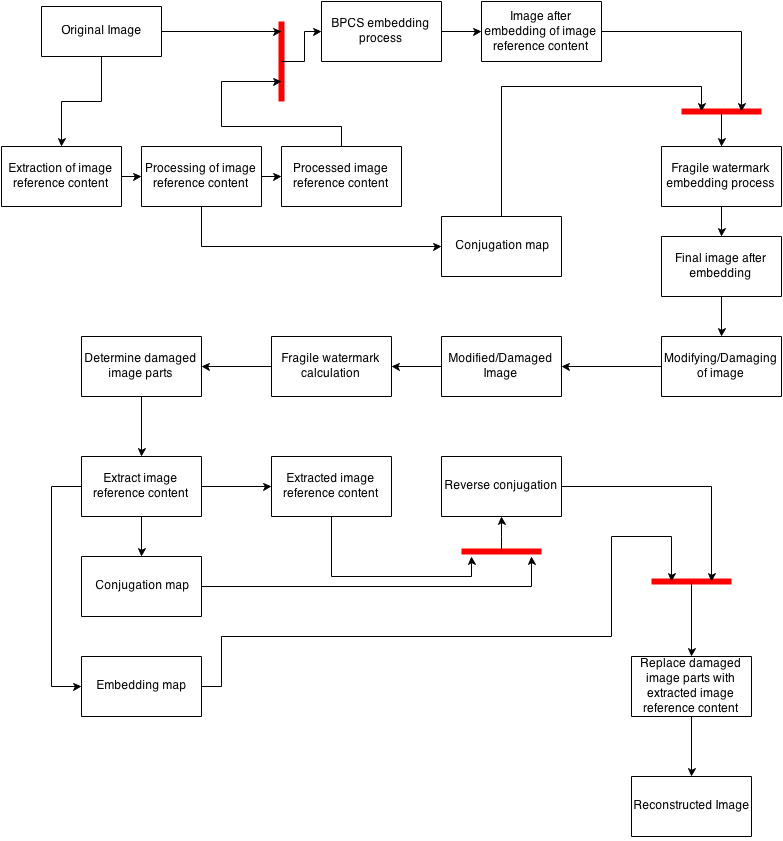 Original Image
BPCS embedding
process
Image after
embedding of image
reference content
Extraction of image
reference content
Processing of image
reference content
Processed image
reference content
Fragile watermark
embedding process
Conjugation map
Final image after
embedding
Determine damaged
image parts
Fragile watermark
calculation
Modified/Damaged
Image
Modifying/Damaging
of image
Extract image
reference content
Extracted image
reference content
Reverse conjugation
Conjugation map
Embedding map
Replace damaged
image parts with
extracted image
reference content
Reconstructed Image